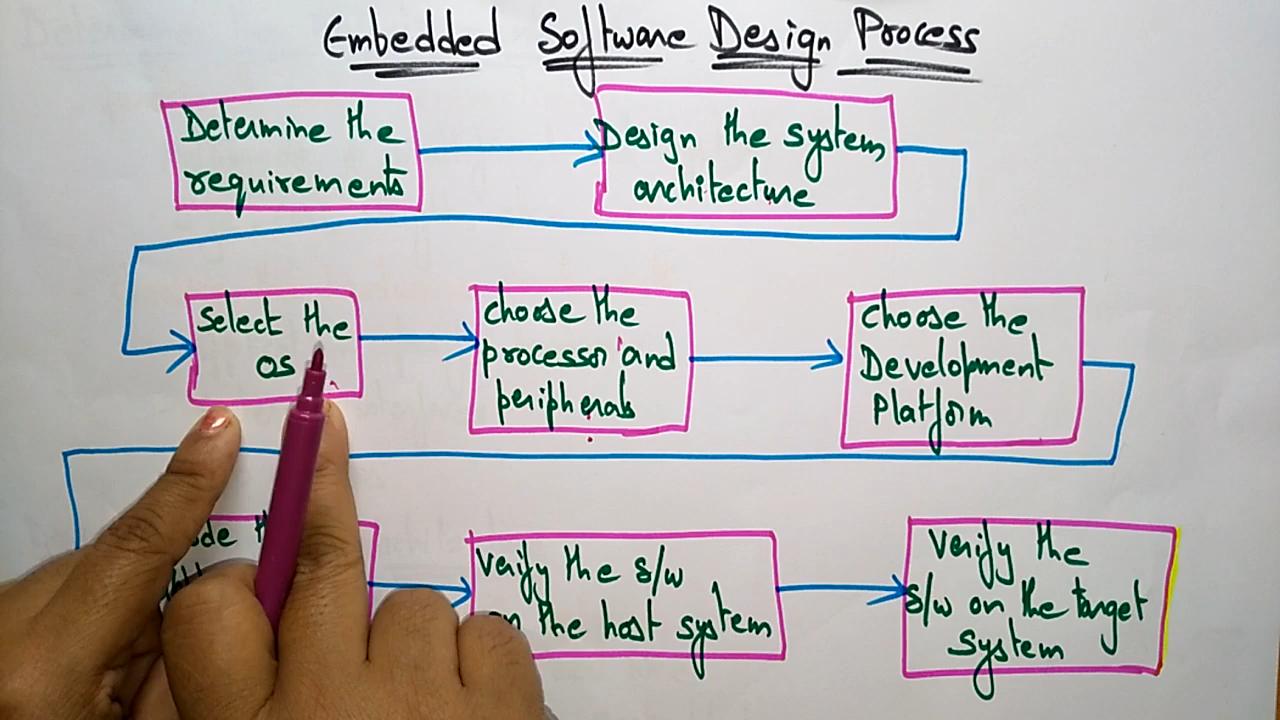 Embedded Software Design Process
Determine the
requirements
Design the system
architecture
Select the
os
choose the
processor and
peripherals
choose the
Development
Platform
verify the s/w
the host system
Verify the
s/w on the target
system